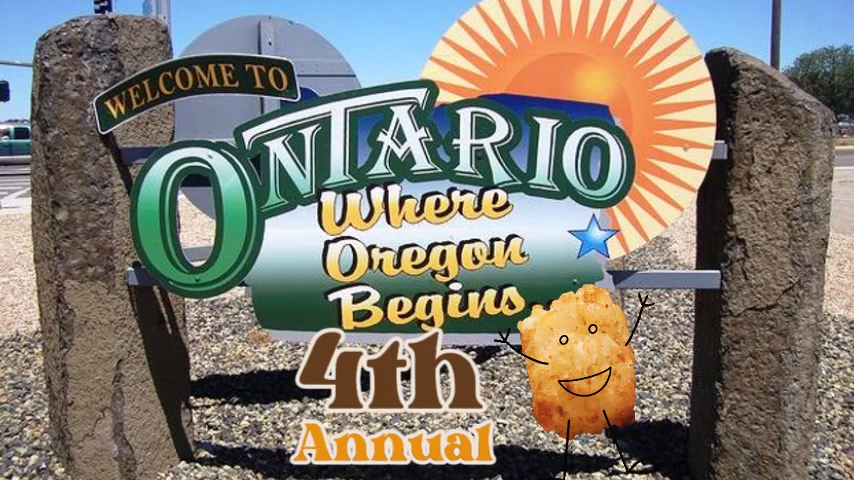 WELCOME TO
ONTARIO
Where
Oregon
Begins...
4th
Annual